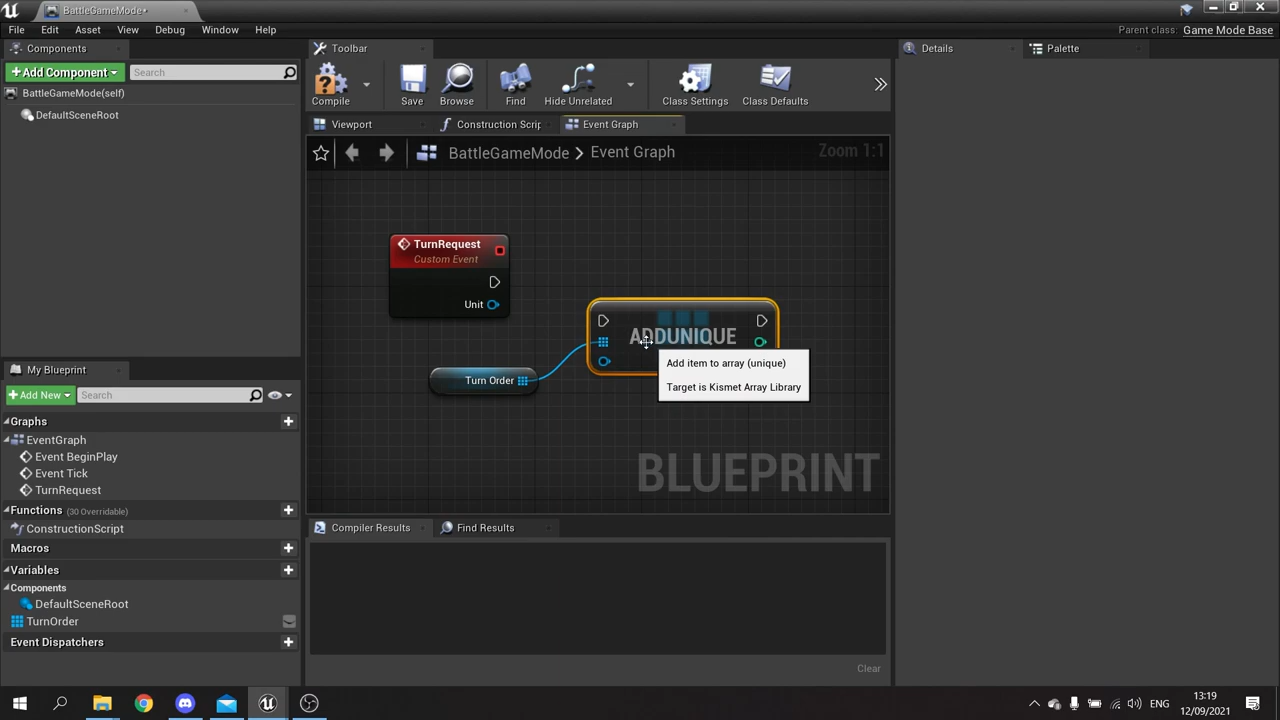 BattleGameMode*
File Edit View Asset Debug Window Help
Parent class: Game Mode Base
Components
Toolbar
Details
Palette
Add Component
Search
BattleGameMode(self)
DefaultSceneRoot
Compile
Save
Browse
Find
Hide Unrelated
Class Settings
Class Defaults
Viewport
Construction Scrip
Event Graph
BattleGameMode > Event Graph
Zoom 1:1
TurnRequest
Custom Event
Unit
ADDUNIQUE
Add item to array (unique)
Target is Kismet Array Library
Turn Order
BLUEPRINT
My Blueprint
Add New
Search
Graphs
EventGraph
Event BeginPlay
Event Tick
TurnRequest
Functions (30 Overridable)
ConstructionScript
Macros
Variables
Components
DefaultSceneRoot
TurnOrder
Event Dispatchers
Compiler Results
Find Results
Clear
ENG
13:19
12/09/2021